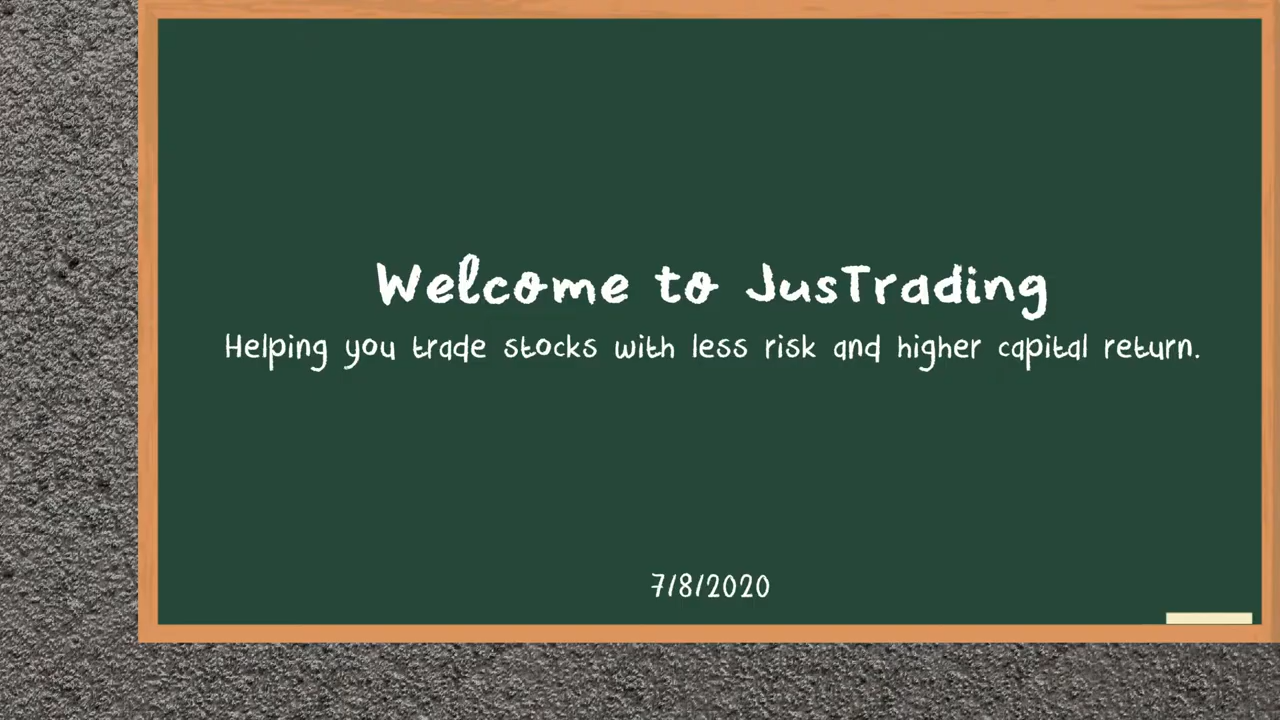 Welcome to JusTrading
Helping you trade stocks with less risk and higher capital return.
7/8/2020